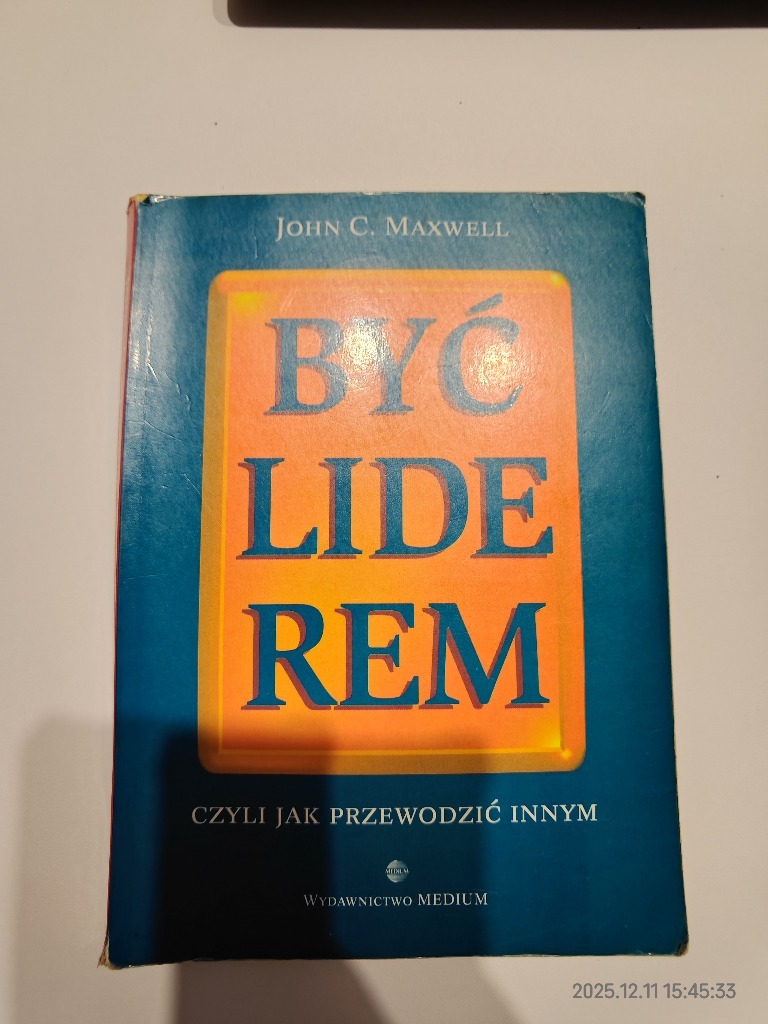 JOHN C. MAXWELL
BYĆ
LIDE
REM
CZYLI JAK PRZEWODZIĆ INNYM
MEDIUM
WYDAWNICTWO MEDIUM
2025.12.11 15:45:33